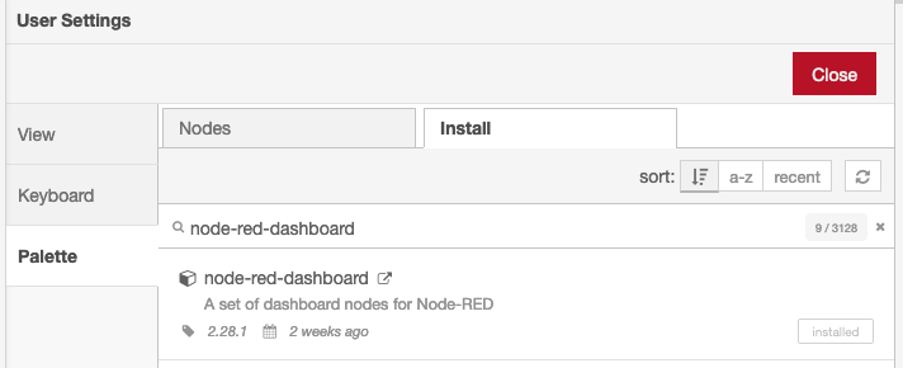 User Settings
Close
View
Nodes
Install
sort: a-z recent
Keyboard
node-red-dashboard 9 / 3128 ×
Palette
node-red-dashboard
A set of dashboard nodes for Node-RED
2.28.1 2 weeks ago
installed